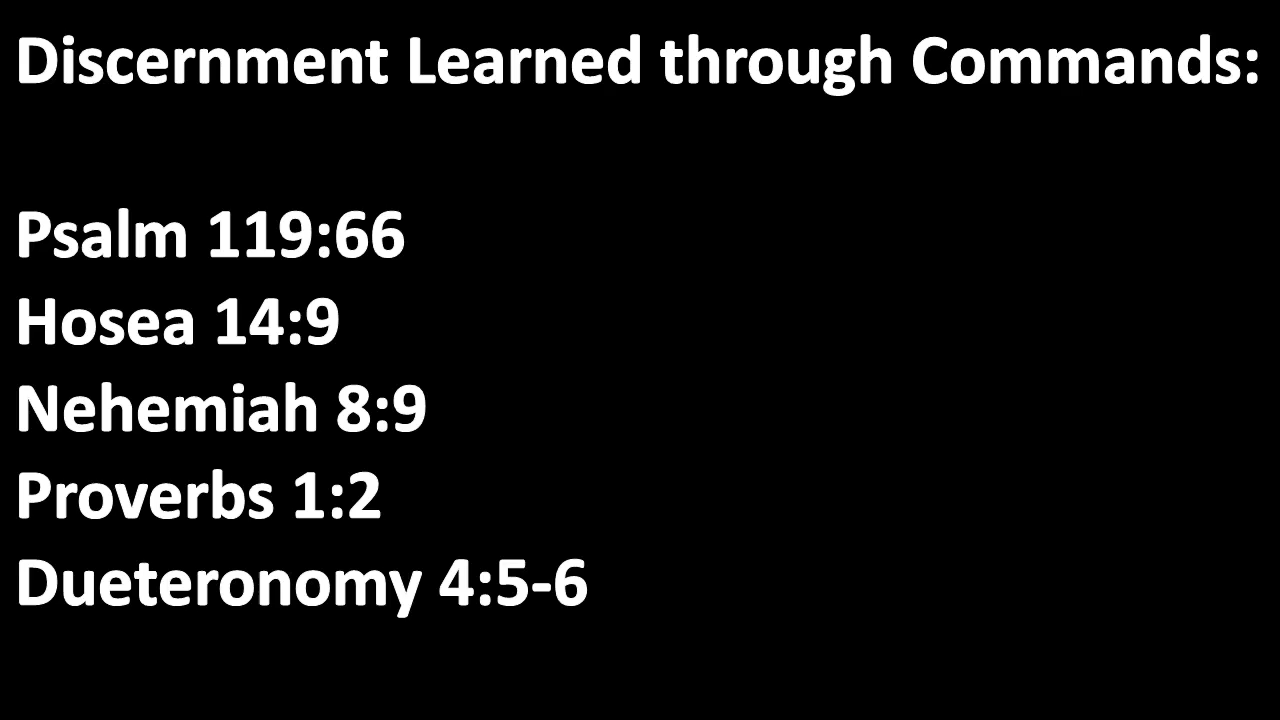 Discernment Learned through Commands:
Psalm 119:66
Hosea 14:9
Nehemiah 8:9
Proverbs 1:2
Dueteronomy 4:5-6